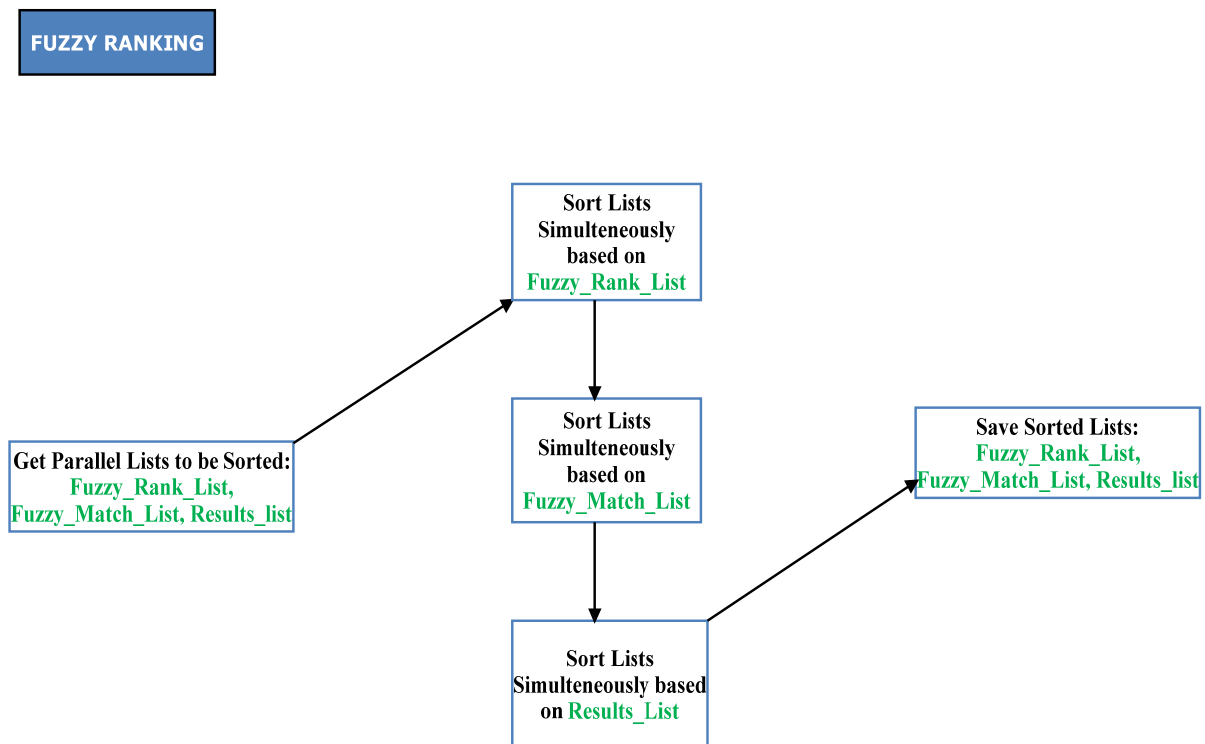 FUZZY RANKING
Get Parallel Lists to be Sorted:
Fuzzy_Rank_List,
Fuzzy_Match_List, Results_list
Sort Lists
Simulteneously
based on
Fuzzy_Rank_List
Sort Lists
Simulteneously
based on
Fuzzy_Match_List
Sort Lists
Simulteneously based
on Results_List
Save Sorted Lists:
Fuzzy_Rank_List,
Fuzzy_Match_List, Results_list